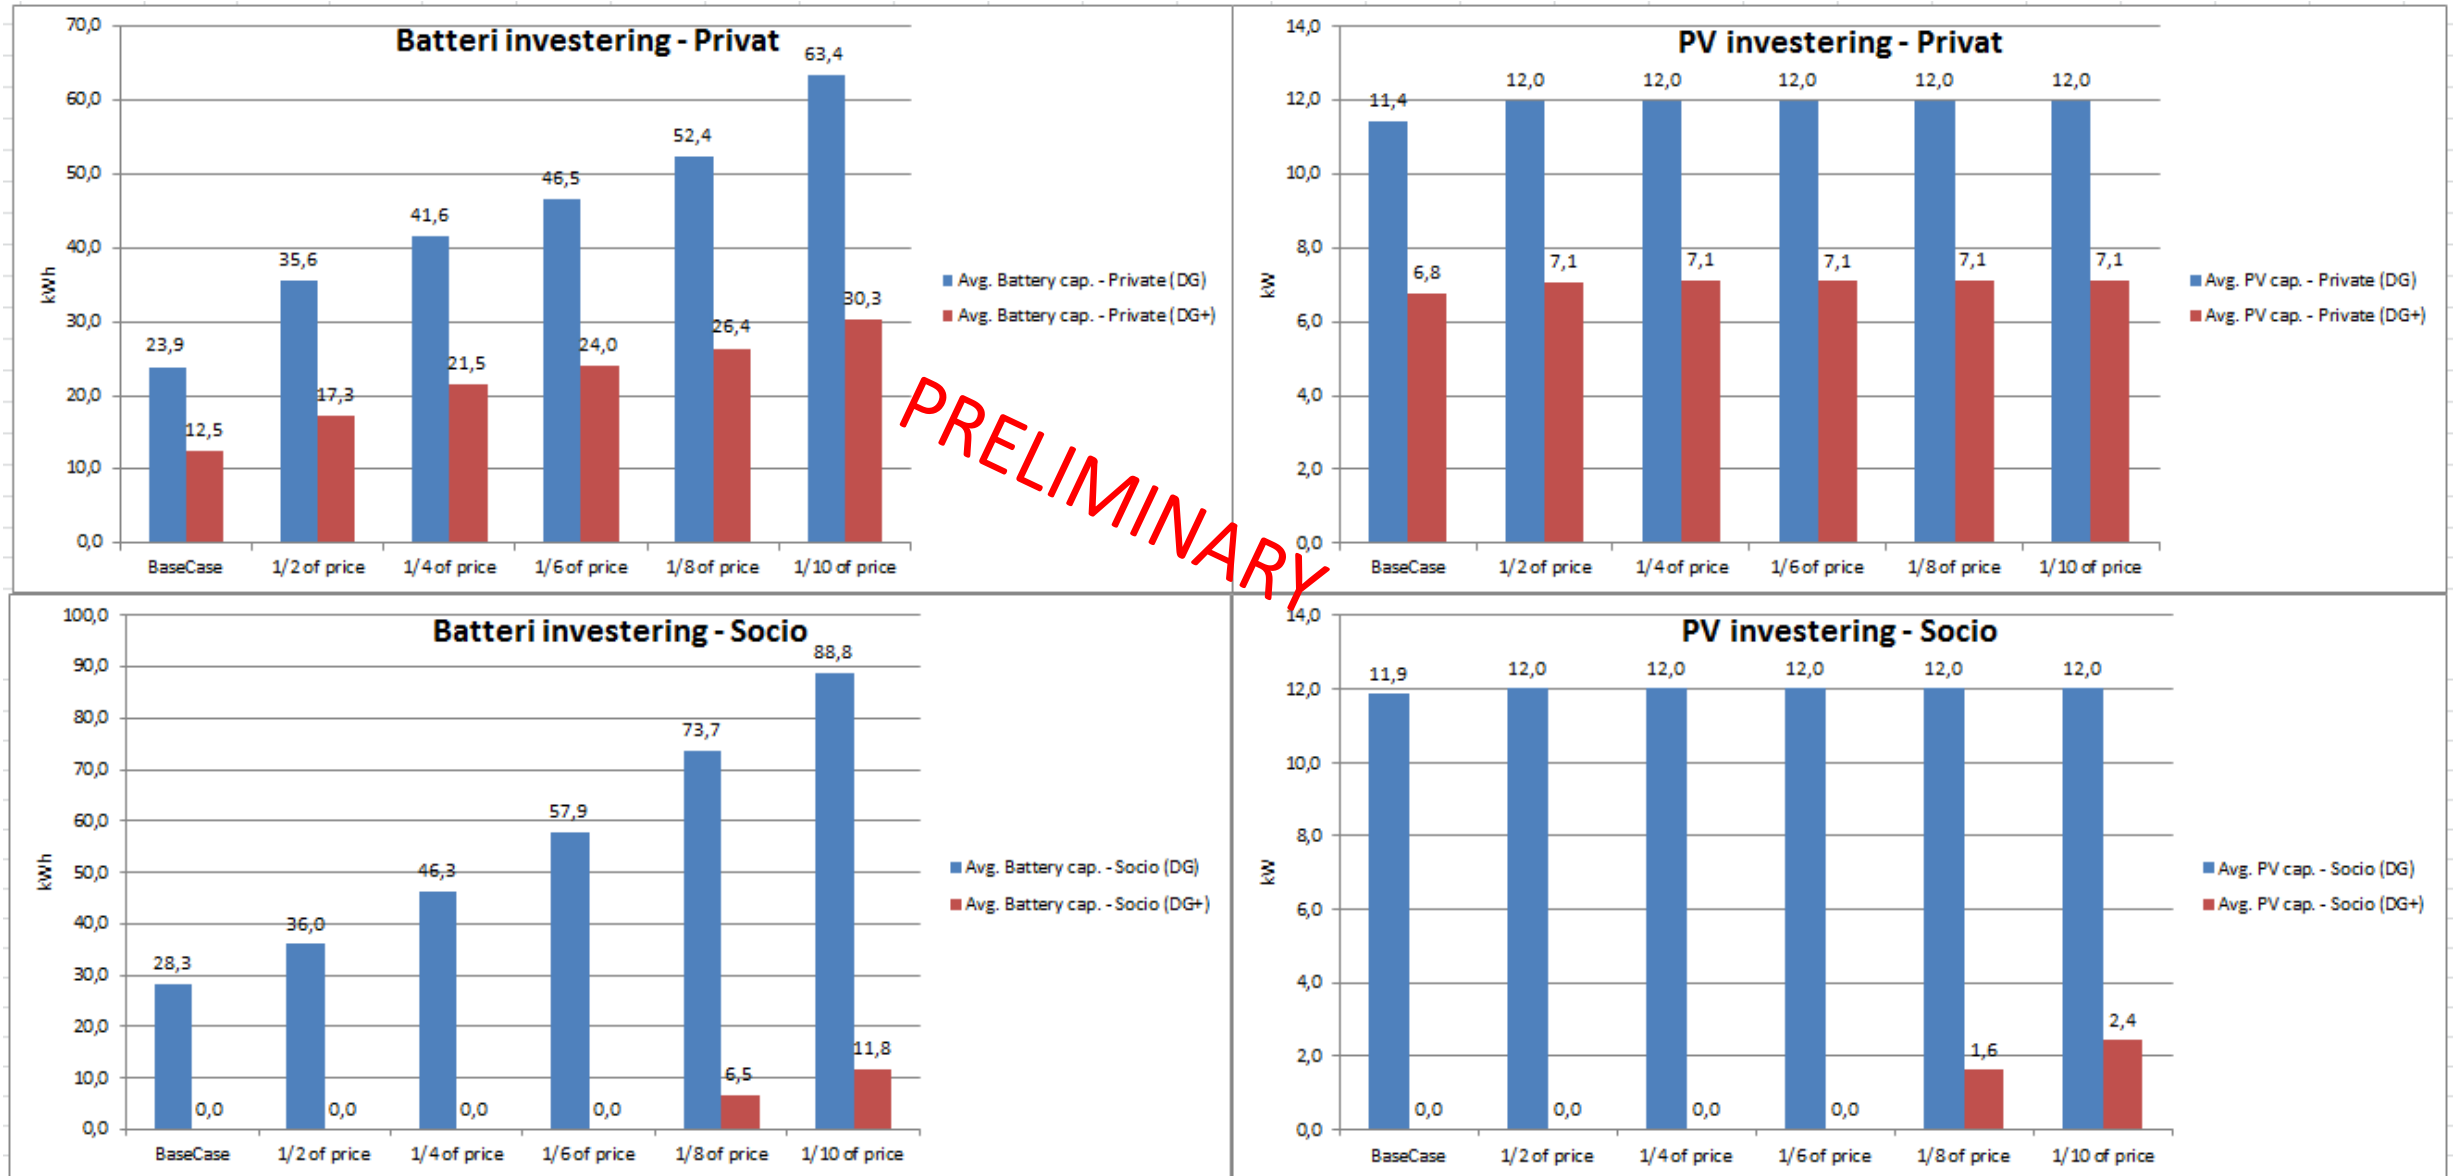 Batteri investering - Privat
70,0
60,0
50,0
40,0
30,0
20,0
10,0
0,0
kWh
23,9
12,5
35,6
17,3
41,6
21,5
46,5
24,0
52,4
26,4
63,4
30,3
BaseCase
1/2 of price
1/4 of price
1/6 of price
1/8 of price
1/10 of price
Avg. Battery cap. - Private (DG)
Avg. Battery cap. - Private (DG+)
PV investering - Privat
14,0
12,0
10,0
8,0
6,0
4,0
2,0
0,0
kW
11,4
6,8
12,0
7,1
12,0
7,1
12,0
7,1
12,0
7,1
12,0
7,1
BaseCase
1/2 of price
1/4 of price
1/6 of price
1/8 of price
1/10 of price
Avg. PV cap. - Private (DG)
Avg. PV cap. - Private (DG+)
PRELIMINARY
Batteri investering - Socio
100,0
90,0
80,0
70,0
60,0
50,0
40,0
30,0
20,0
10,0
0,0
kWh
28,3
0,0
36,0
0,0
46,3
0,0
57,9
0,0
73,7
6,5
88,8
11,8
BaseCase
1/2 of price
1/4 of price
1/6 of price
1/8 of price
1/10 of price
Avg. Battery cap. - Socio (DG)
Avg. Battery cap. - Socio (DG+)
PV investering - Socio
14,0
12,0
10,0
8,0
6,0
4,0
2,0
0,0
kW
11,9
0,0
12,0
0,0
12,0
0,0
12,0
0,0
12,0
1,6
12,0
2,4
BaseCase
1/2 of price
1/4 of price
1/6 of price
1/8 of price
1/10 of price
Avg. PV cap. - Socio (DG)
Avg. PV cap. - Socio (DG+)